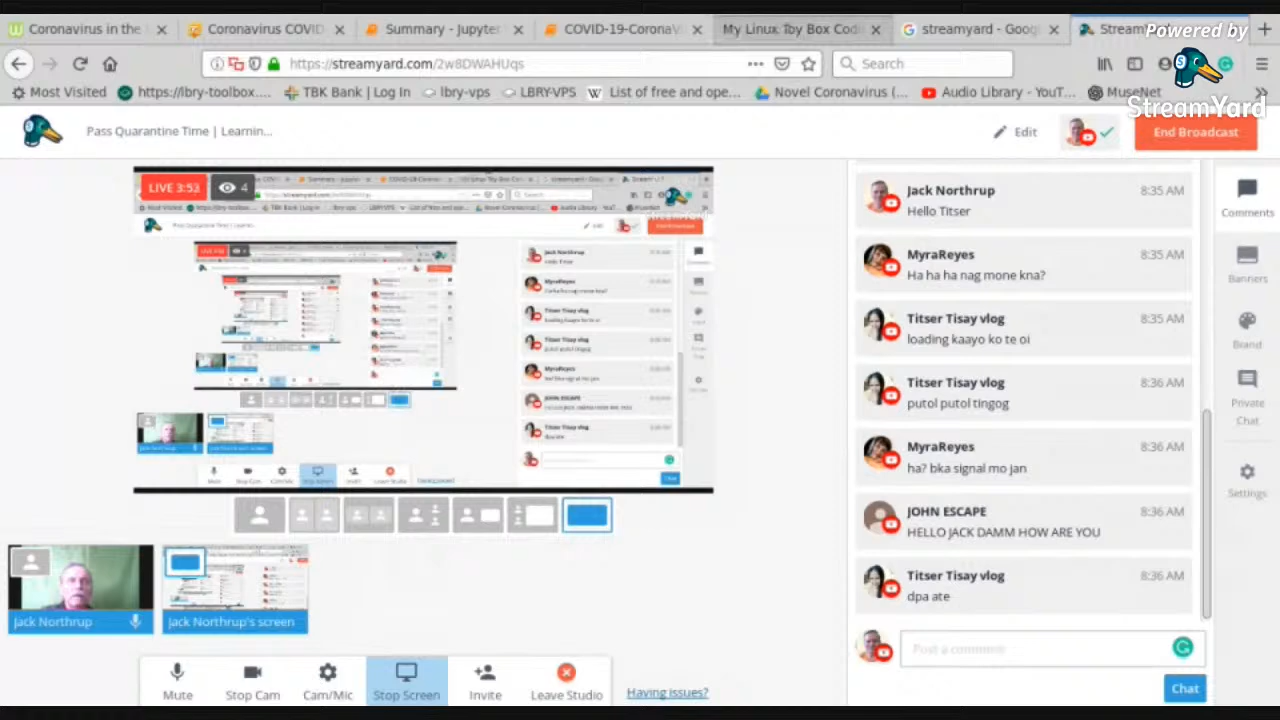 Coronavirus in the
Coronavirus COVID
Summary - Jupyter
COVID-19-CoronaV
My Linux Toy Box Codi
streamyard - Goog
Stream
Powered by
https://streamyard.com/2w8DWAHUqs
Search
StreamYard
Most Visited
https://lbry-toolbox....
TBK Bank | Log In
lbry-vps
LBRY-VPS
List of free and ope...
Novel Coronavirus (...
Audio Library - YouT...
MuseNet
Pass Quarantine Time | Learnin...
Edit
End Broadcast
LIVE 3:53
4
Jack Northrup
8:35 AM
Hello Titser
MyraReyes
8:35 AM
Ha ha ha nag mone kna?
Titser Tisay vlog
8:35 AM
loading kaayo ko te oi
Titser Tisay vlog
8:36 AM
putol putol tingog
MyraReyes
8:36 AM
ha? bka signal mo jan
JOHN ESCAPE
8:36 AM
HELLO JACK DAMM HOW ARE YOU
Titser Tisay vlog
8:36 AM
dpa ate
Post a comment
Chat
Comments
Banners
Brand
Private
Chat
Settings
Jack Northrup
Jack Northrup's screen
Mute
Stop Cam
Cam/Mic
Stop Screen
Invite
Leave Studio
Having issues?